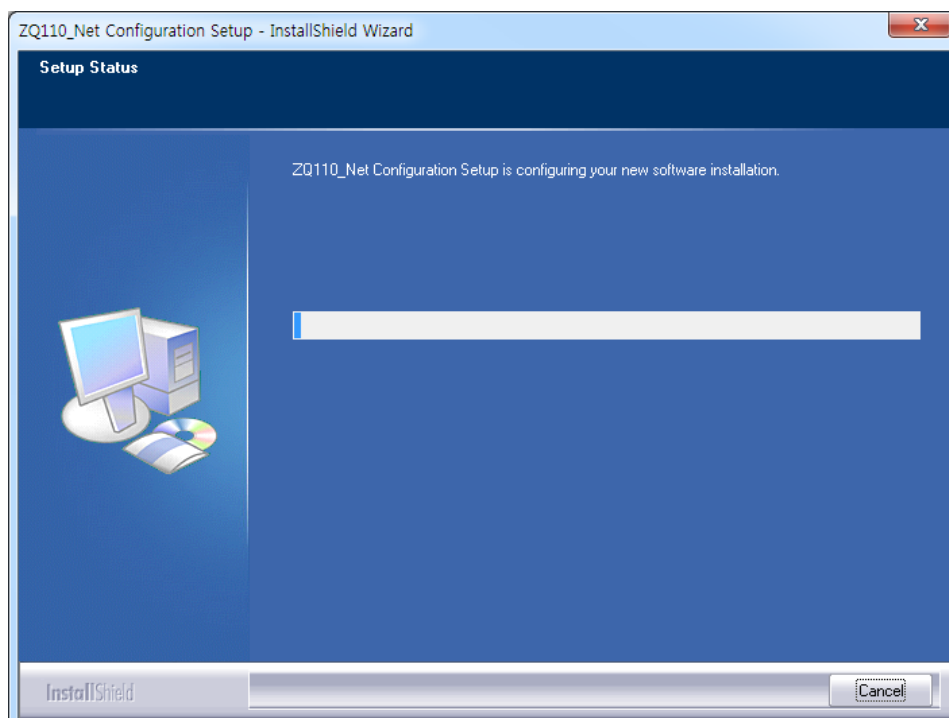 ZQ110_Net Configuration Setup - InstallShield Wizard
Setup Status
ZQ110_Net Configuration Setup is configuring your new software installation.
InstallShield
Cancel